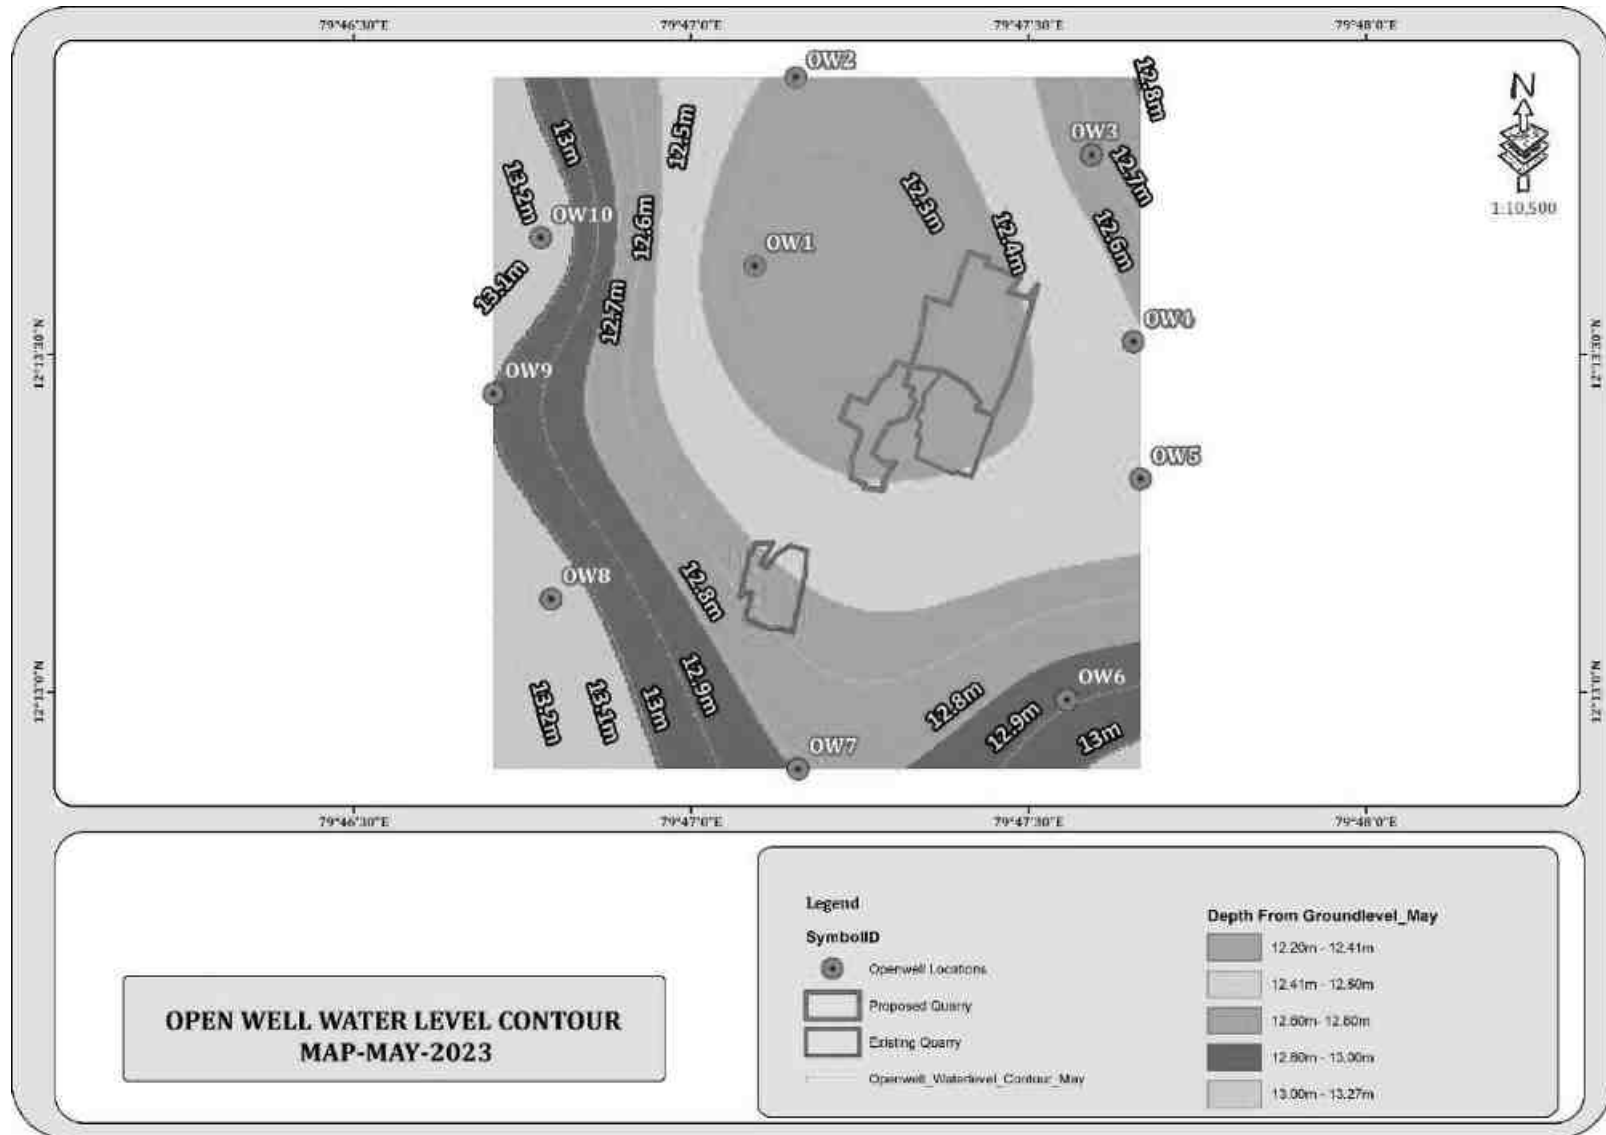 79°46'30"E
79°47'0"E
79°47'30"E
79°48'0"E
OW2
12.8m
N
1:10,500
12.5m
13m
OW3
12.7m
13.2m
12.3m
OW10
12.6m
12.4m
12.6m
OW1
13.1m
12.7m
12°13'30"N
OW4
12°13'30"N
OW9
OW5
OW8
12.8m
12°13'0"N
12.9m
OW6
12°13'0"N
13.2m
13.1m
13m
12.8m
12.9m
13m
OW7
79°46'30"E
79°47'0"E
79°47'30"E
79°48'0"E
OPEN WELL WATER LEVEL CONTOUR
MAP-MAY-2023
Legend
SymbolID
Openwell Locations
Proposed Quarry
Existing Quarry
Openwell_Waterlevel_Contour_May
Depth From Groundlevel_May
12.20m - 12.41m
12.41m - 12.60m
12.60m- 12.80m
12.80m - 13.00m
13.00m - 13.27m